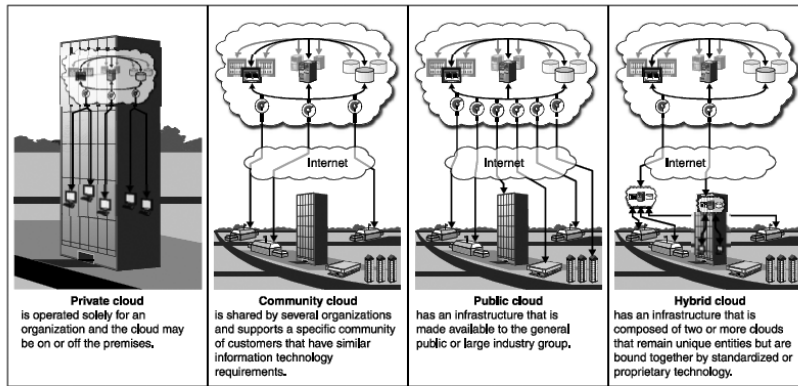 Private cloud
is operated solely for an
organization and the cloud may
be on or off the premises.
Internet
Community cloud
is shared by several organizations
and supports a specific community
of customers that have similar
information technology
requirements.
Internet
Public cloud
has an infrastructure that is
made available to the general
public or large industry group.
Internet
Hybrid cloud
has an infrastructure that is
composed of two or more clouds
that remain unique entities but are
bound together by standardized or
proprietary technology.